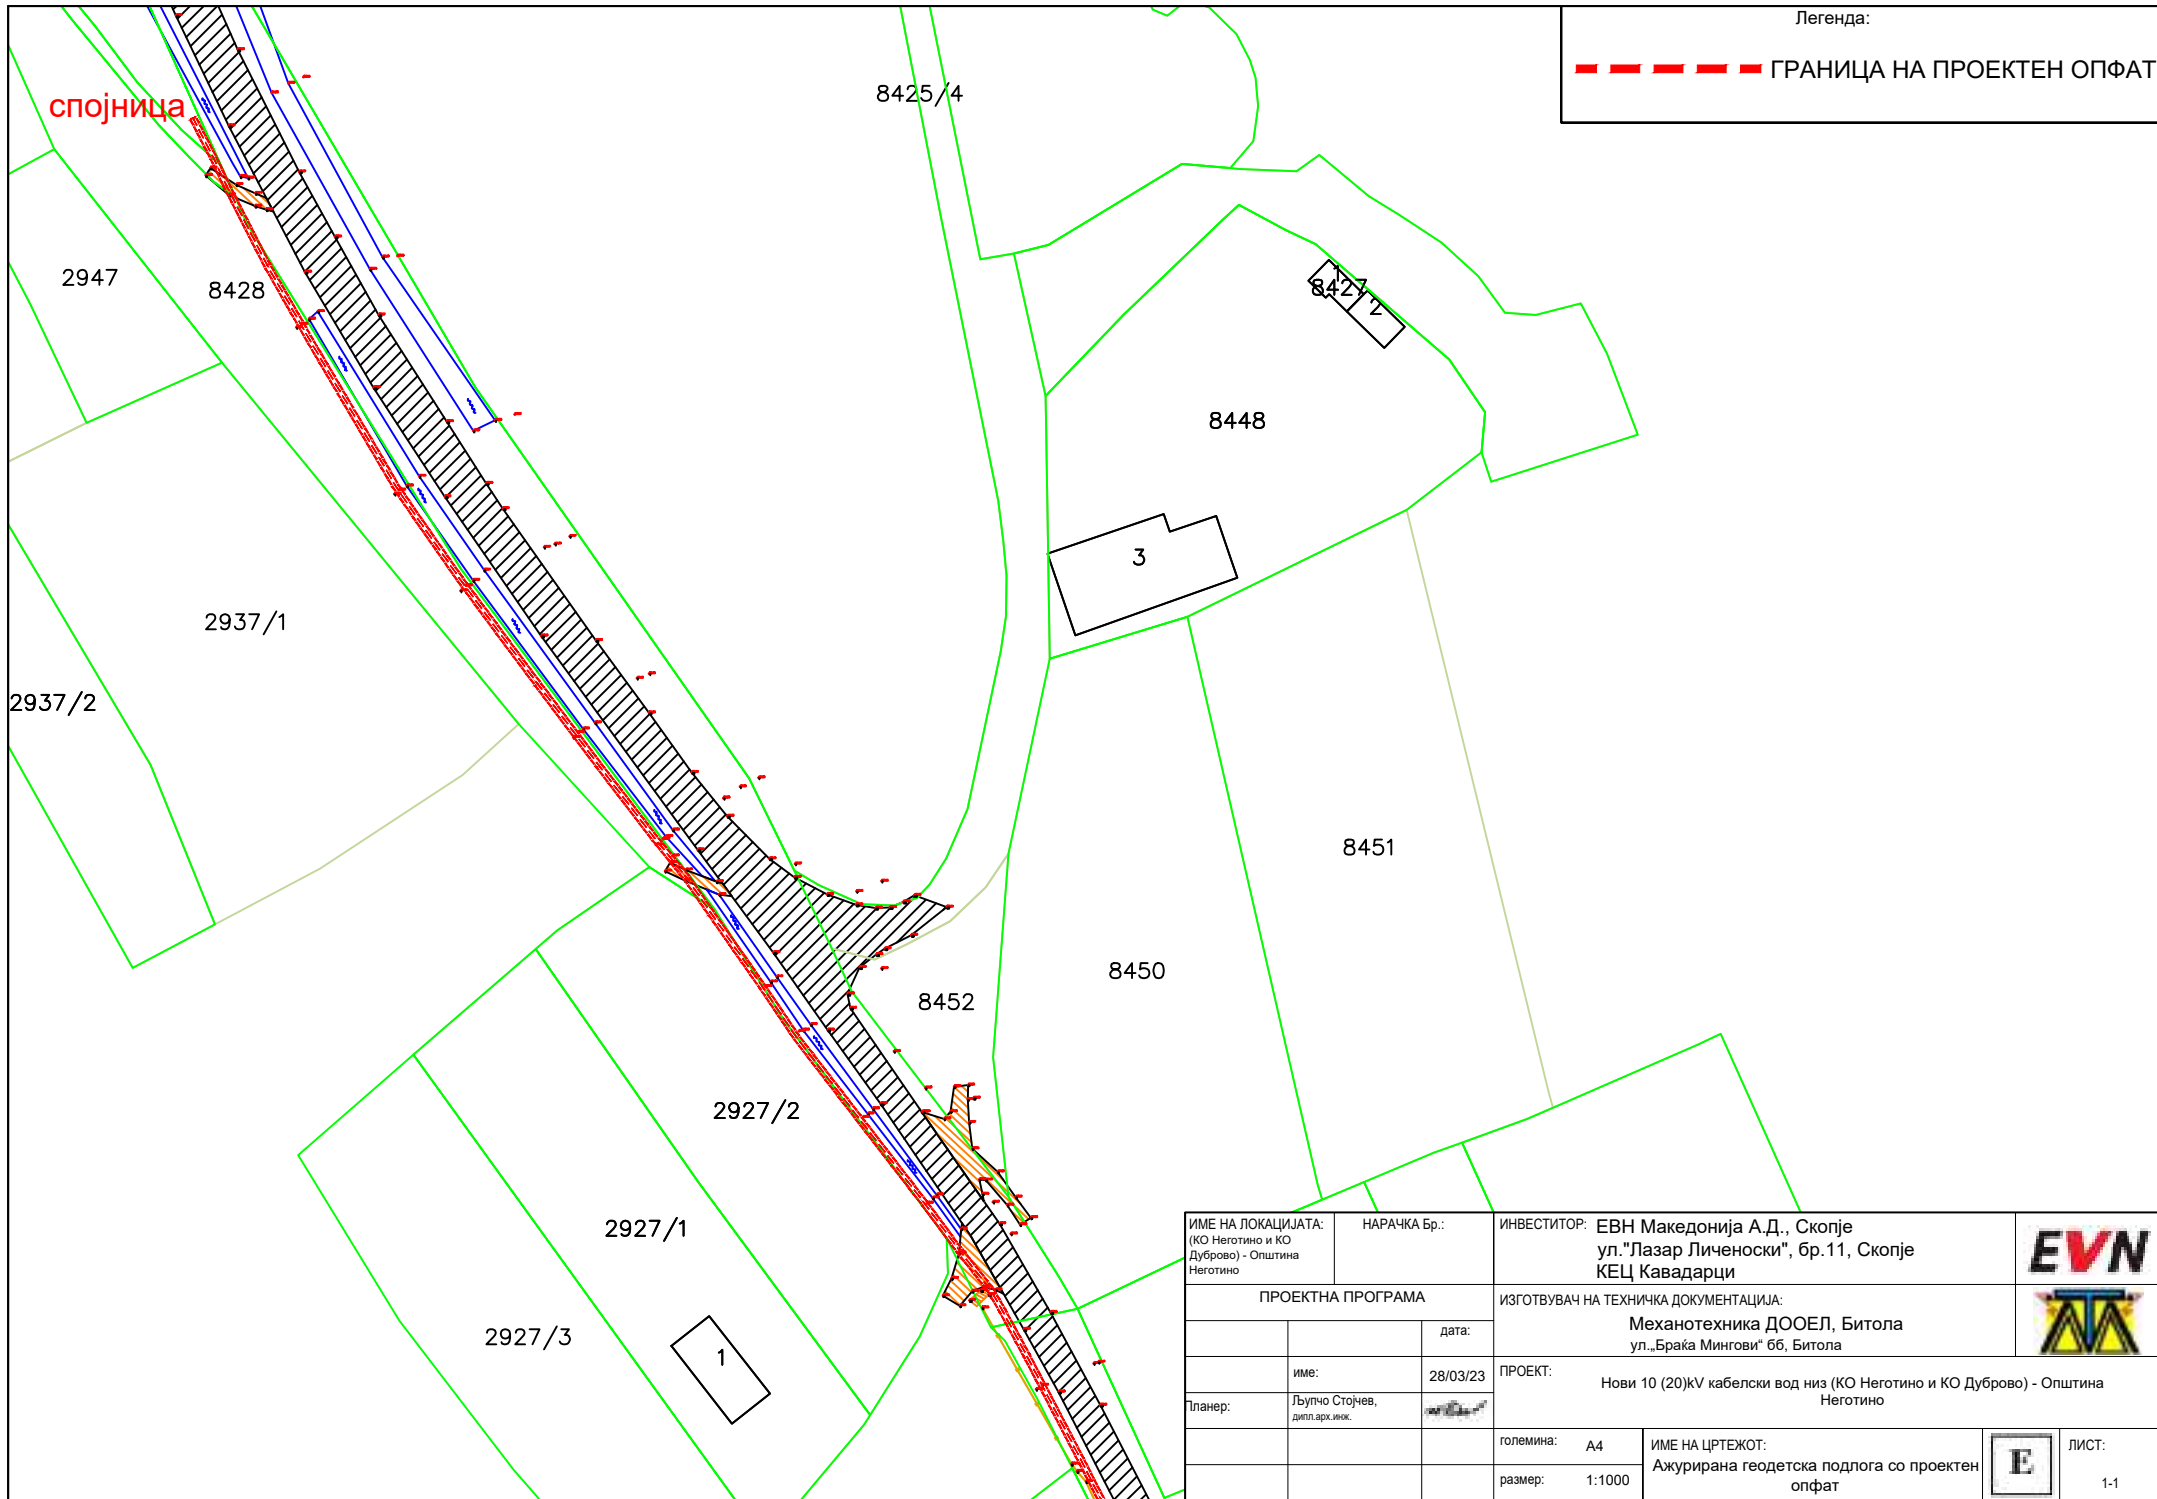 Легенда:
ГРАНИЦА НА ПРОЕКТЕН ОПФАТ
спојница
8425/4
2947
8428
1
8427
2
8448
3
2937/1
2937/2
8451
8450
8452
2927/2
2927/1
2927/3
1
ИМЕ НА ЛОКАЦИЈАТА:
(КО Неготино и КО
Дуброво) - Општина
Неготино
НАРАЧКА Бр.:
ИНВЕСТИТОР: ЕВН Македонија А.Д., Скопје
ул."Лазар Личеноски", бр.11, Скопје
КЕЦ Кавадарци
EVN
ПРОЕКТНА ПРОГРАМА
ИЗГОТВУВАЧ НА ТЕХНИЧКА ДОКУМЕНТАЦИЈА:
Механотехника ДООЕЛ, Битола
ул.„Браќа Мингови“ бб, Битола
дата:
име:
28/03/23
ПРОЕКТ:
Нови 10 (20)kV кабелски вод низ (КО Неготино и КО Дуброво) - Општина
Неготино
Планер:
Љупчо Стојчев,
дипл.арх.инж.
големина: А4
размер: 1:1000
ИМЕ НА ЦРТЕЖОТ:
Ажурирана геодетска подлога со проектен
опфат
Е
ЛИСТ:
1-1